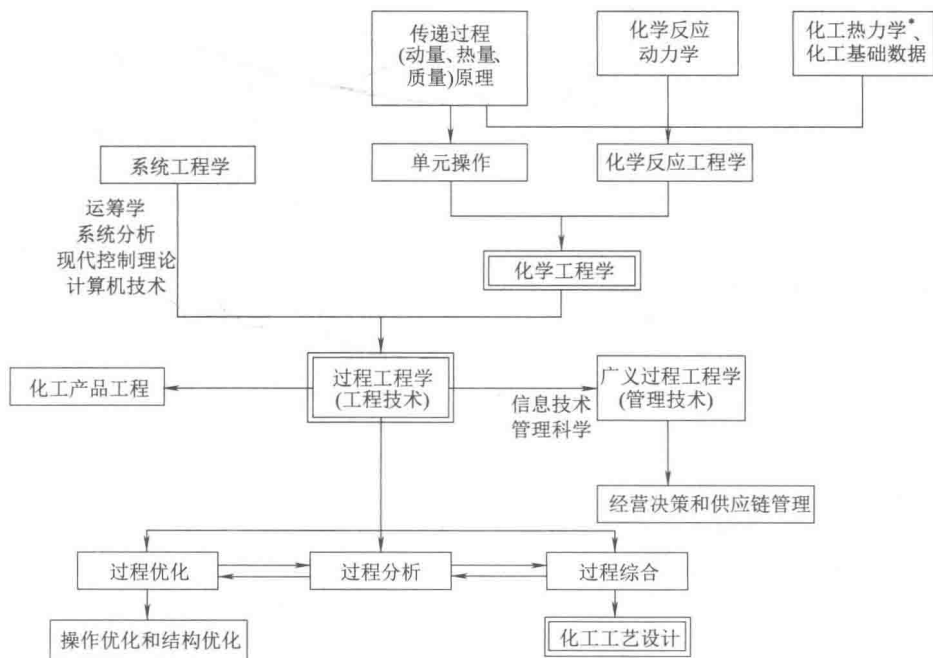 传递过程
(动量、热量、
质量)原理
化学反应
动力学
化工热力学*、
化工基础数据
系统工程学
单元操作
化学反应工程学
运筹学
系统分析
现代控制理论
计算机技术
化学工程学
化工产品工程
过程工程学
(工程技术)
信息技术
管理科学
广义过程工程学
(管理技术)
经营决策和供应链管理
过程优化
过程分析
过程综合
操作优化和结构优化
化工工艺设计